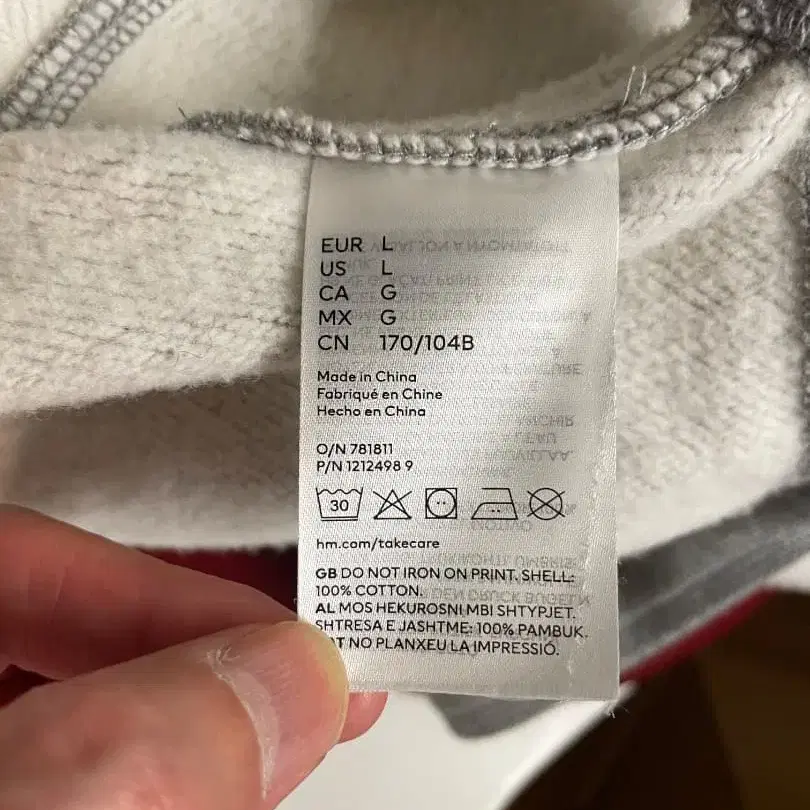 EUR L
US L
CA G
MX G
CN 170/104B
Made in China
Fabriqué en Chine
Hecho en China
O/N 781811
P/N 1212498 9
30
hm.com/takecare
GB DO NOT IRON ON PRINT. SHELL:
100% COTTON.
AL MOS HEKUROSNI MBI SHTYPJET.
SHTRESA E JASHTME: 100% PAMBUK.
NO PLANXEU LA IMPRESSIÓ.